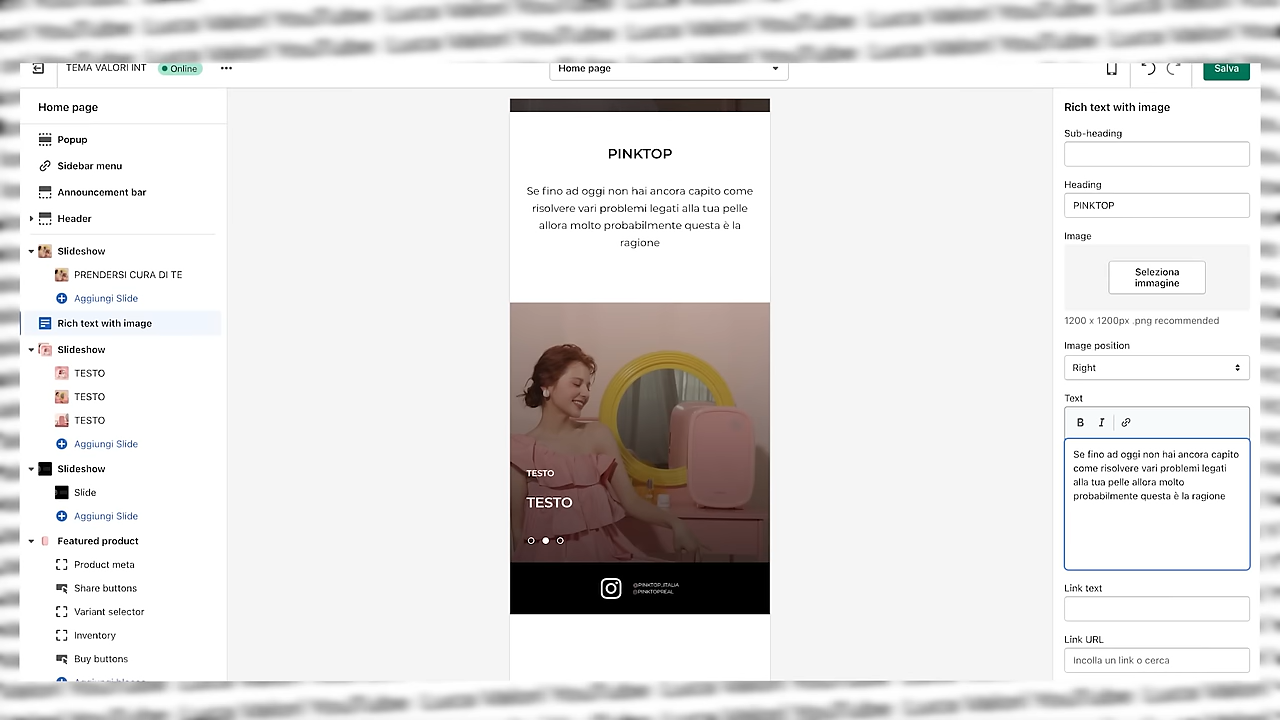 TEMA VALORI INT
Online
Home page
Salva
Home page
Popup
Sidebar menu
Announcement bar
Header
Slideshow
PRENDERSI CURA DI TE
Aggiungi Slide
Rich text with image
Slideshow
TESTO
TESTO
TESTO
Aggiungi Slide
Slideshow
Slide
Aggiungi Slide
Featured product
Product meta
Share buttons
Variant selector
Inventory
Buy buttons
PINKTOP
Se fino ad oggi non hai ancora capito come
risolvere vari problemi legati alla tua pelle
allora molto probabilmente questa è la
ragione
TESTO
TESTO
@PINKTOP_ITALIA
@PINKTOPREAL
Rich text with image
Sub-heading
Heading
PINKTOP
Image
Seleziona
immagine
1200 x 1200px .png recommended
Image position
Right
Text
B I
Se fino ad oggi non hai ancora capito
come risolvere vari problemi legati
alla tua pelle allora molto
probabilmente questa è la ragione
Link text
Link URL
Incolla un link o cerca